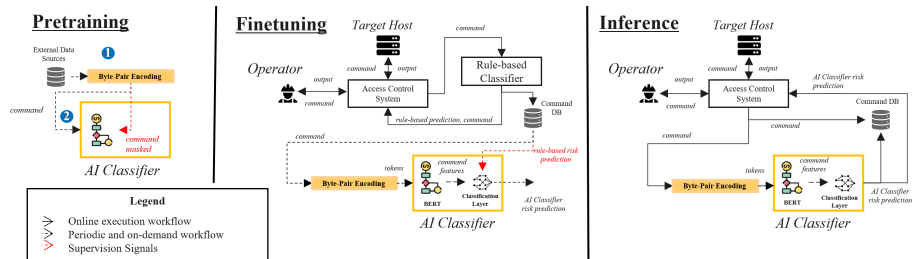 Pretraining
External Data
Sources
1
Byte-Pair Encoding
command
2
command
masked
AI Classifier
Legend
Online execution workflow
Periodic and on-demand workflow
Supervision Signals
Finetuning
Target Host
command
command
output
Operator
output
command
Access Control
System
Rule-based
Classifier
rule-based prediction, command
Command
DB
command
rule-based risk
prediction
tokens
Byte-Pair Encoding
command
features
BERT
Classification
Layer
AI Classifier
risk prediction
AI Classifier
Inference
Target Host
command
output
Operator
output
command
Access Control
System
AI Classifier risk
prediction
Command DB
command
command
tokens
Byte-Pair Encoding
command
features
BERT
Classification
Layer
AI Classifier
risk prediction
AI Classifier